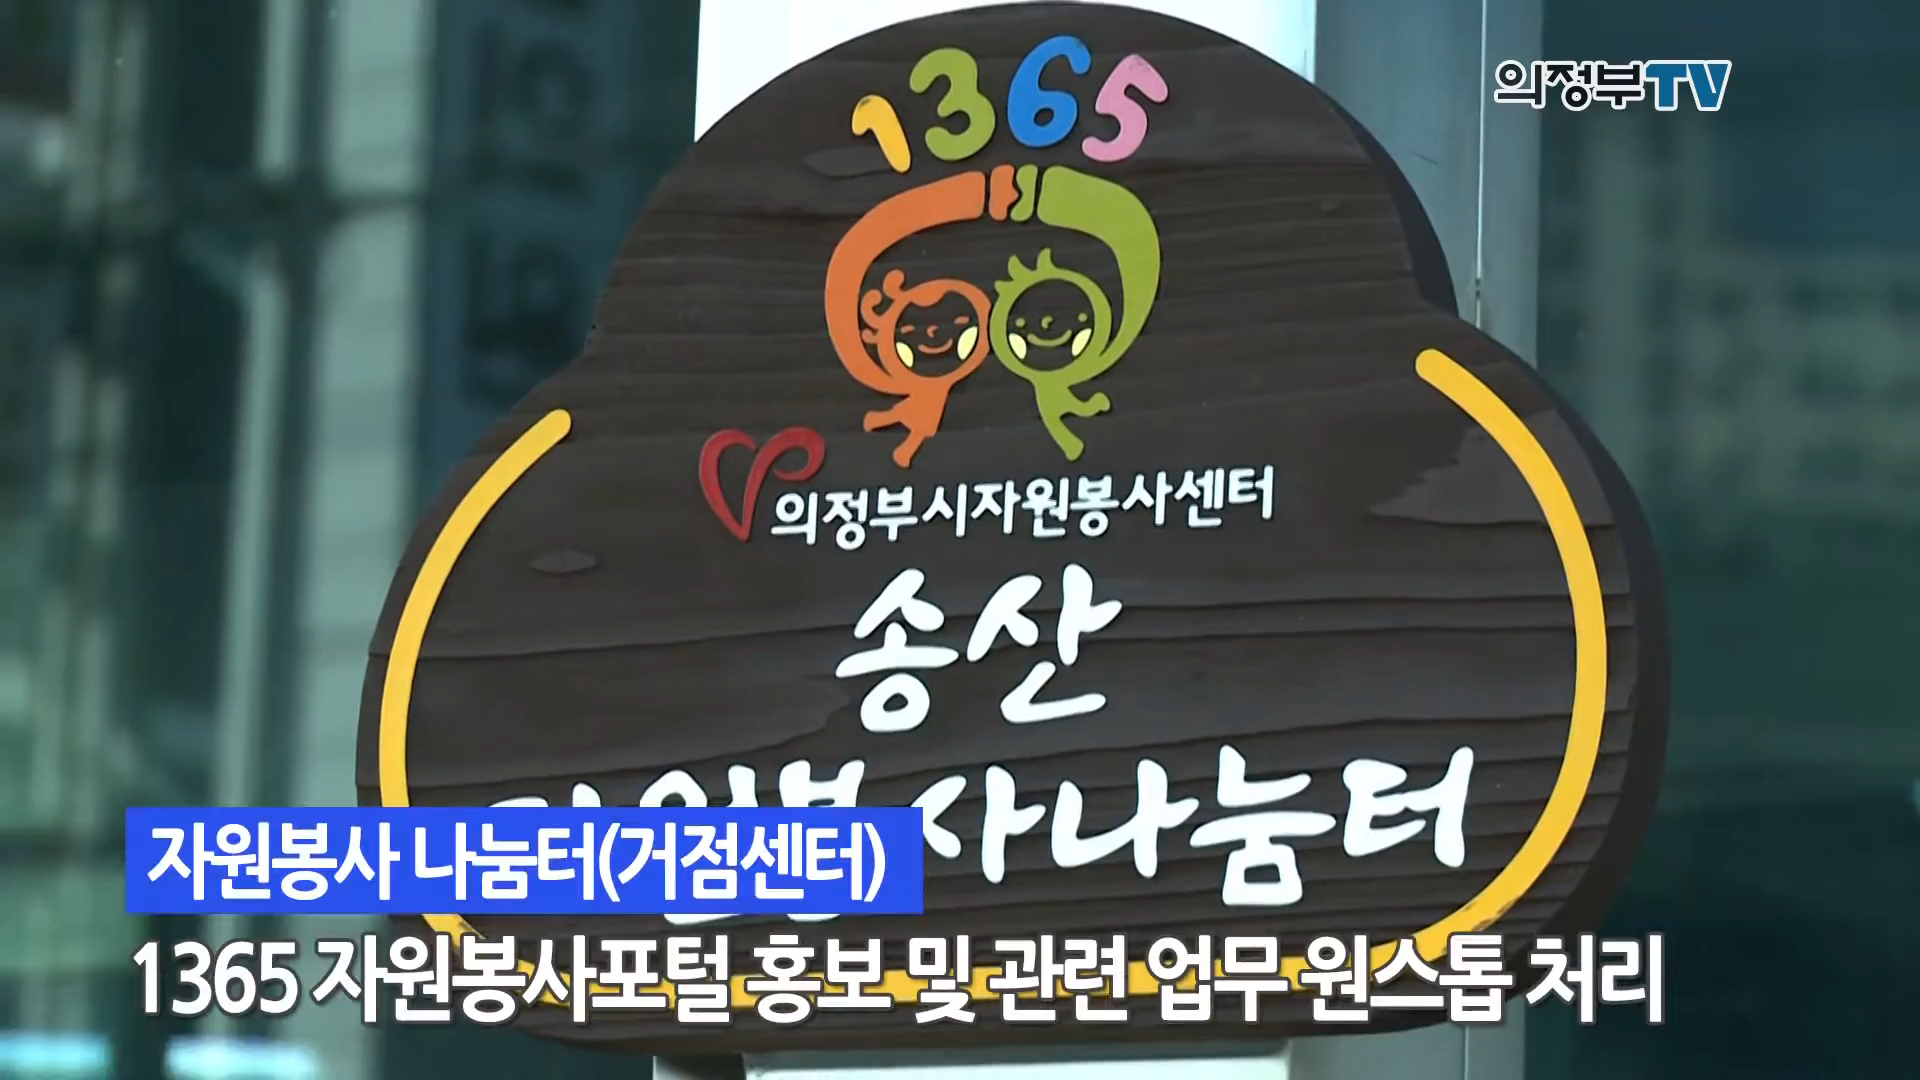 의정부TV
1365
의정부시자원봉사센터
송산
사나눔터
자원봉사 나눔터(거점센터)
1365 자원봉사포털 홍보 및 관련 업무 원스톱 처리